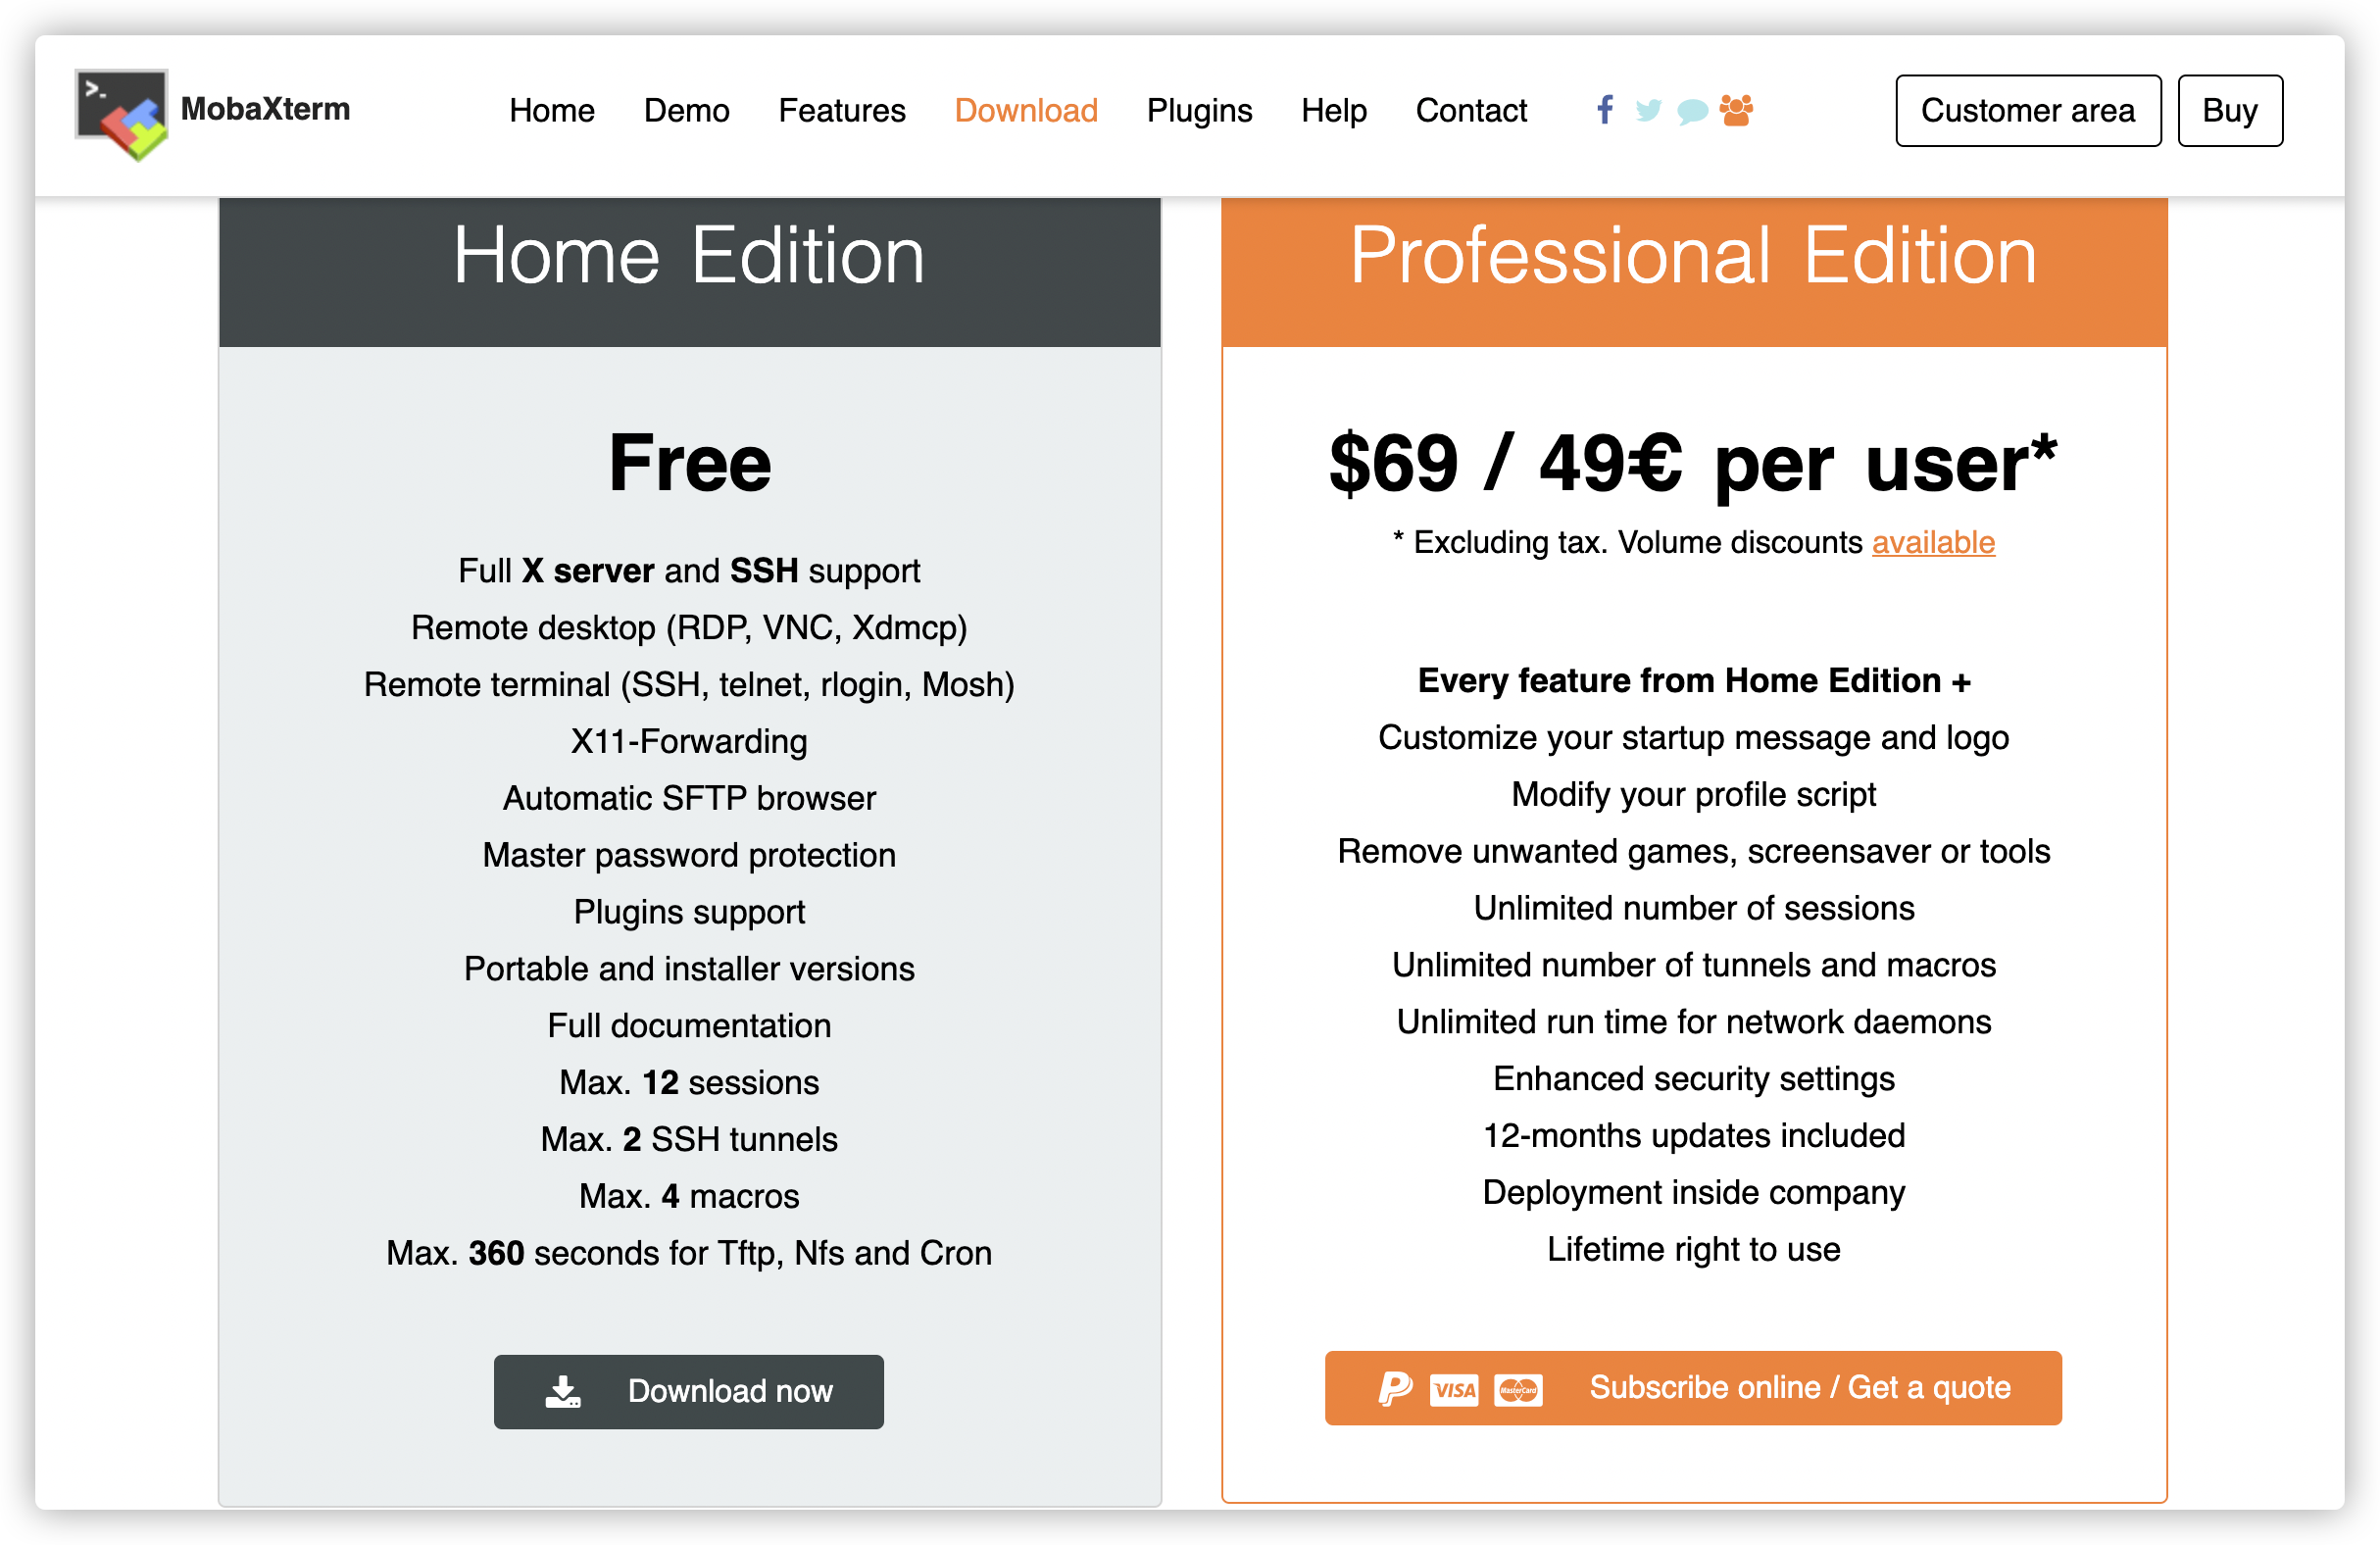 MobaXterm
Home Demo Features Download Plugins Help Contact
Customer area Buy
Home Edition
Free
Full X server and SSH support
Remote desktop (RDP, VNC, Xdmcp)
Remote terminal (SSH, telnet, rlogin, Mosh)
X11-Forwarding
Automatic SFTP browser
Master password protection
Plugins support
Portable and installer versions
Full documentation
Max. 12 sessions
Max. 2 SSH tunnels
Max. 4 macros
Max. 360 seconds for Tftp, Nfs and Cron
Download now
Professional Edition
$69 / 49€ per user*
* Excluding tax. Volume discounts available
Every feature from Home Edition +
Customize your startup message and logo
Modify your profile script
Remove unwanted games, screensaver or tools
Unlimited number of sessions
Unlimited number of tunnels and macros
Unlimited run time for network daemons
Enhanced security settings
12-months updates included
Deployment inside company
Lifetime right to use
VISA MasterCard Subscribe online / Get a quote